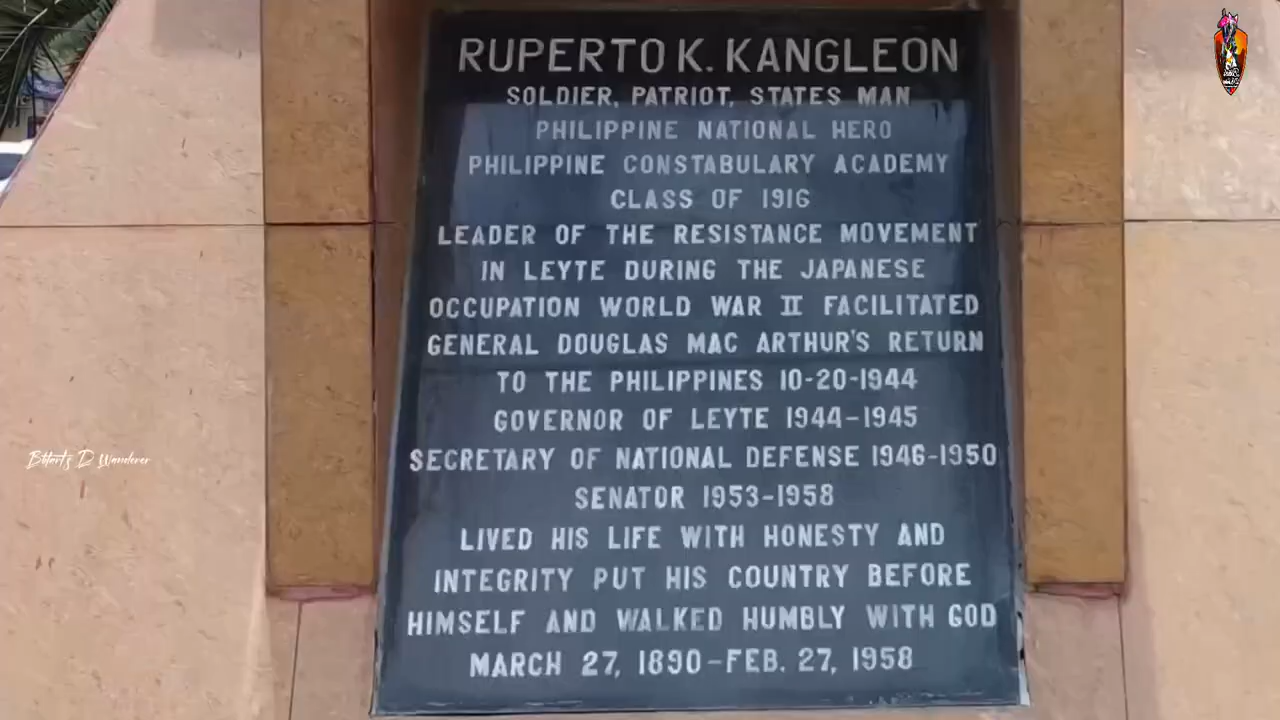 RUPERTO K. KANGLEON
SOLDIER, PATRIOT, STATES MAN
PHILIPPINE NATIONAL HERO
PHILIPPINE CONSTABULARY ACADEMY
CLASS OF 1916
LEADER OF THE RESISTANCE MOVEMENT
IN LEYTE DURING THE JAPANESE
OCCUPATION WORLD WAR II FACILITATED
GENERAL DOUGLAS MAC ARTHUR'S RETURN
TO THE PHILIPPINES 10-20-1944
GOVERNOR OF LEYTE 1944-1945
SECRETARY OF NATIONAL DEFENSE 1946-1950
SENATOR 1953-1958
LIVED HIS LIFE WITH HONESTY AND
INTEGRITY PUT HIS COUNTRY BEFORE
HIMSELF AND WALKED HUMBLY WITH GOD
MARCH 27, 1890-FEB. 27, 1958
D Wanderer